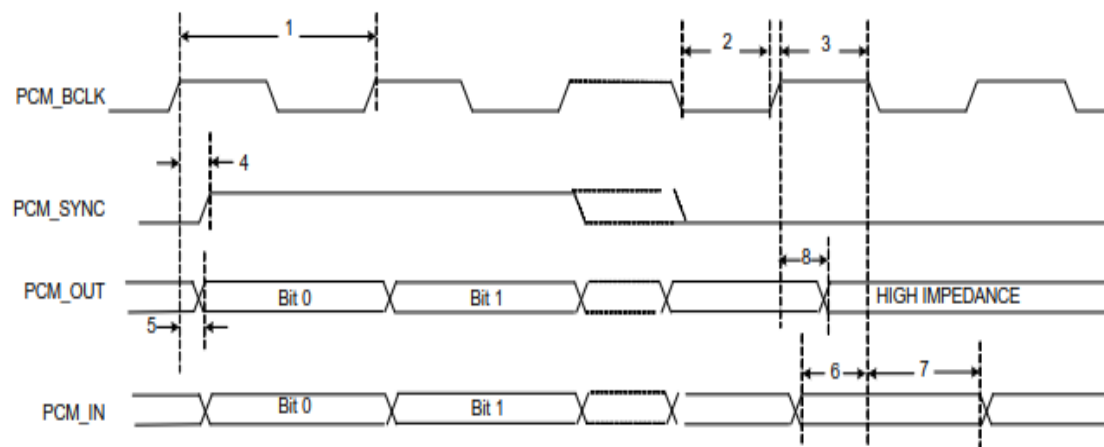 1
2
3
PCM_BCLK
4
PCM_SYNC
8
PCM_OUT
Bit 0
Bit 1
HIGH IMPEDANCE
5
6
7
PCM_IN
Bit 0
Bit 1